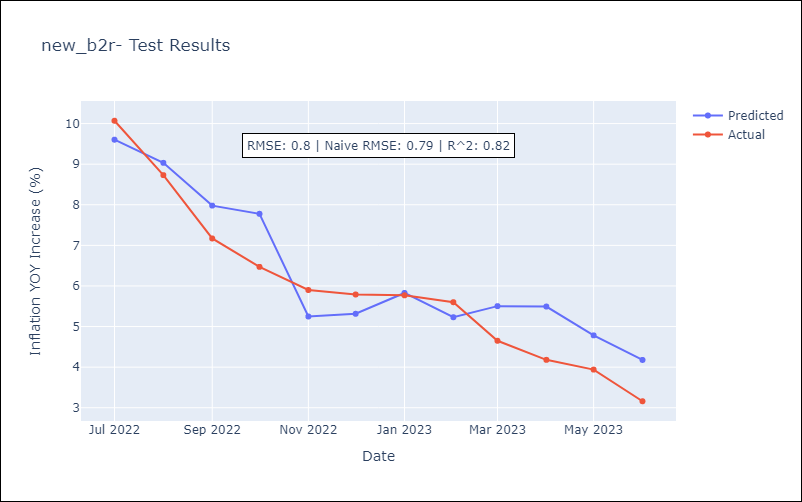 new_b2r- Test Results
RMSE: 0.8 | Naive RMSE: 0.79 | R^2: 0.82
Predicted
Actual
Inflation YOY Increase (%)
10
9
8
7
6
5
4
3
Jul 2022
Sep 2022
Nov 2022
Jan 2023
Mar 2023
May 2023
Date